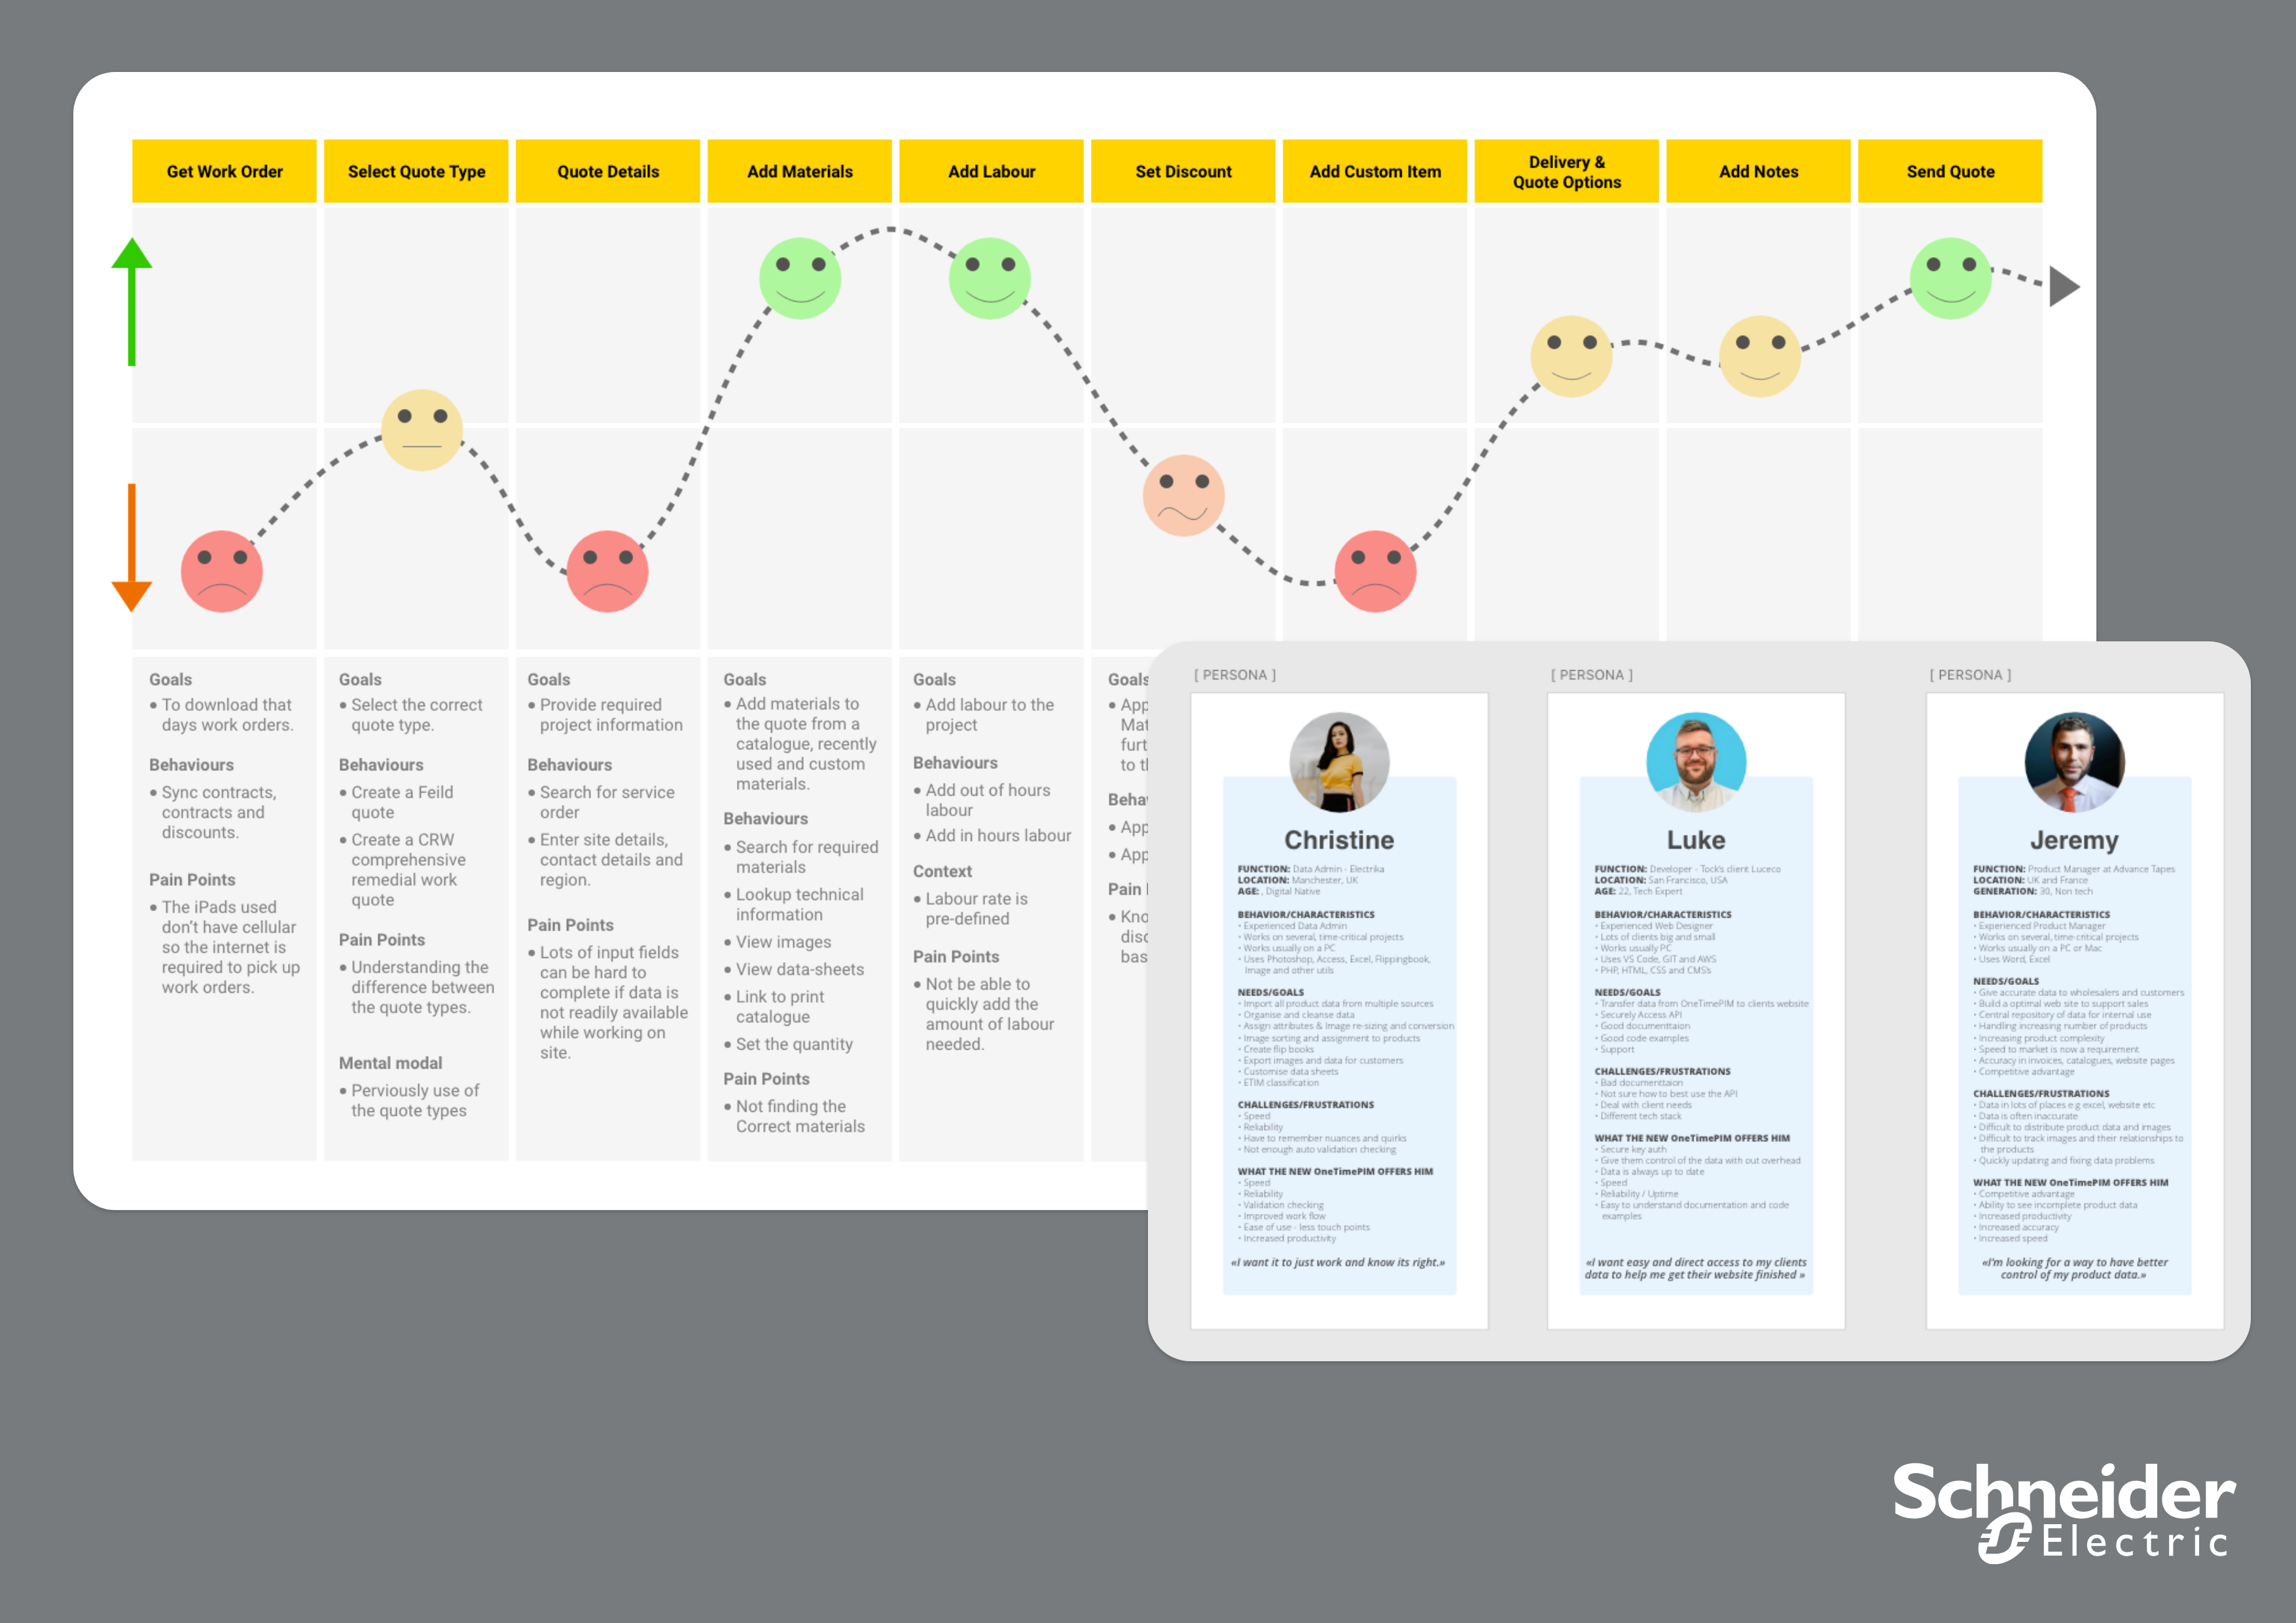 Get Work Order
Select Quote Type
Quote Details
Add Materials
Add Labour
Set Discount
Add Custom Item
Delivery &
Quote Options
Add Notes
Send Quote
Goals
• To download that
days work orders.
Behaviours
• Sync contracts,
contracts and
discounts.
Pain Points
• The iPads used
don't have cellular
so the internet is
required to pick up
work orders.
Goals
• Select the correct
quote type.
Behaviours
• Create a Feild
quote
• Create a CRW
comprehensive
remedial work
quote
Pain Points
• Understanding the
difference between
the quote types.
Mental modal
• Perviously use of
the quote types
Goals
• Provide required
project information
Behaviours
• Search for service
order
• Enter site details,
contact details and
region.
Pain Points
• Lots of input fields
can be hard to
complete if data is
not readily available
while working on
site.
Goals
• Add materials to
the quote from a
catalogue, recently
used and custom
materials.
Behaviours
• Search for required
materials
• Lookup technical
information
• View images
• View data-sheets
• Link to print
catalogue
• Set the quantity
Pain Points
• Not finding the
Correct materials
Goals
• Add labour to the
project
Behaviours
• Add out of hours
labour
• Add in hours labour
Context
• Labour rate is
pre-defined
Pain Points
• Not be able to
quickly add the
amount of labour
needed.
Goals
• App
Mat
furt
to t
Beha
• App
• App
Pain
• Kno
disc
bas
[ PERSONA ]
Christine
FUNCTION: Data Admin - Electrika
LOCATION: Manchester, UK
AGE: , Digital Native
BEHAVIOR/CHARACTERISTICS
• Experienced Data Admin
• Works on several, time-critical projects
• Works usually on a PC
• Uses Photoshop, Access, Excel, Flippingbook,
Image and other utils
NEEDS/GOALS
• Import all product data from multiple sources
• Organise and cleanse data
• Assign attributes & Image re-sizing and conversion
• Image sorting and assignment to products
• Create flip books
• Export images and data for customers
• Customise data sheets
• ETIM classification
CHALLENGES/FRUSTRATIONS
• Speed
• Reliability
• Have to remember nuances and quirks
• Not enough auto validation checking
WHAT THE NEW OneTimePIM OFFERS HIM
• Speed
• Reliability
• Validation checking
• Improved work flow
• Ease of use - less touch points
• Increased productivity
«I want it to just work and know its right.»
[ PERSONA ]
Luke
FUNCTION: Developer - Tock's client Luceco
LOCATION: San Francisco, USA
AGE: 22, Tech Expert
BEHAVIOR/CHARACTERISTICS
• Experienced Web Designer
• Lots of clients big and small
• Works usually PC
• Uses VS Code, GIT and AWS
• PHP, HTML, CSS and CMS's
NEEDS/GOALS
• Transfer data from OneTimePIM to clients website
• Securely Access API
• Good documenttaion
• Good code examples
• Support
CHALLENGES/FRUSTRATIONS
• Bad documenttaion
• Not sure how to best use the API
• Deal with client needs
• Different tech stack
WHAT THE NEW OneTimePIM OFFERS HIM
• Secure key auth
• Give them control of the data with out overhead
• Data is always up to date
• Speed
• Reliability / Uptime
• Easy to understand documentation and code
examples
«I want easy and direct access to my clients
data to help me get their website finished »
[ PERSONA ]
Jeremy
FUNCTION: Product Manager at Advance Tapes
LOCATION: UK and France
GENERATION: 30, Non tech
BEHAVIOR/CHARACTERISTICS
• Experienced Product Manager
• Works on several, time-critical projects
• Works usually on a PC or Mac
• Uses Word, Excel
NEEDS/GOALS
• Give accurate data to wholesalers and customers
• Build a optimal web site to support sales
• Central repository of data for internal use
• Handling increasing number of products
• Increasing product complexity
• Speed to market is now a requirement
• Accuracy in invoices, catalogues, website pages
• Competitive advantage
CHALLENGES/FRUSTRATIONS
• Data in lots of places e.g excel, website etc
• Data is often inaccurate
• Difficult to distribute product data and images
• Difficult to track images and their relationships to
the products
• Quickly updating and fixing data problems
WHAT THE NEW OneTimePIM OFFERS HIM
• Competitive advantage
• Ability to see incomplete product data
• Increased productivity
• Increased accuracy
• Increased speed
«I'm looking for a way to have better
control of my product data.»
Schneider
Electric